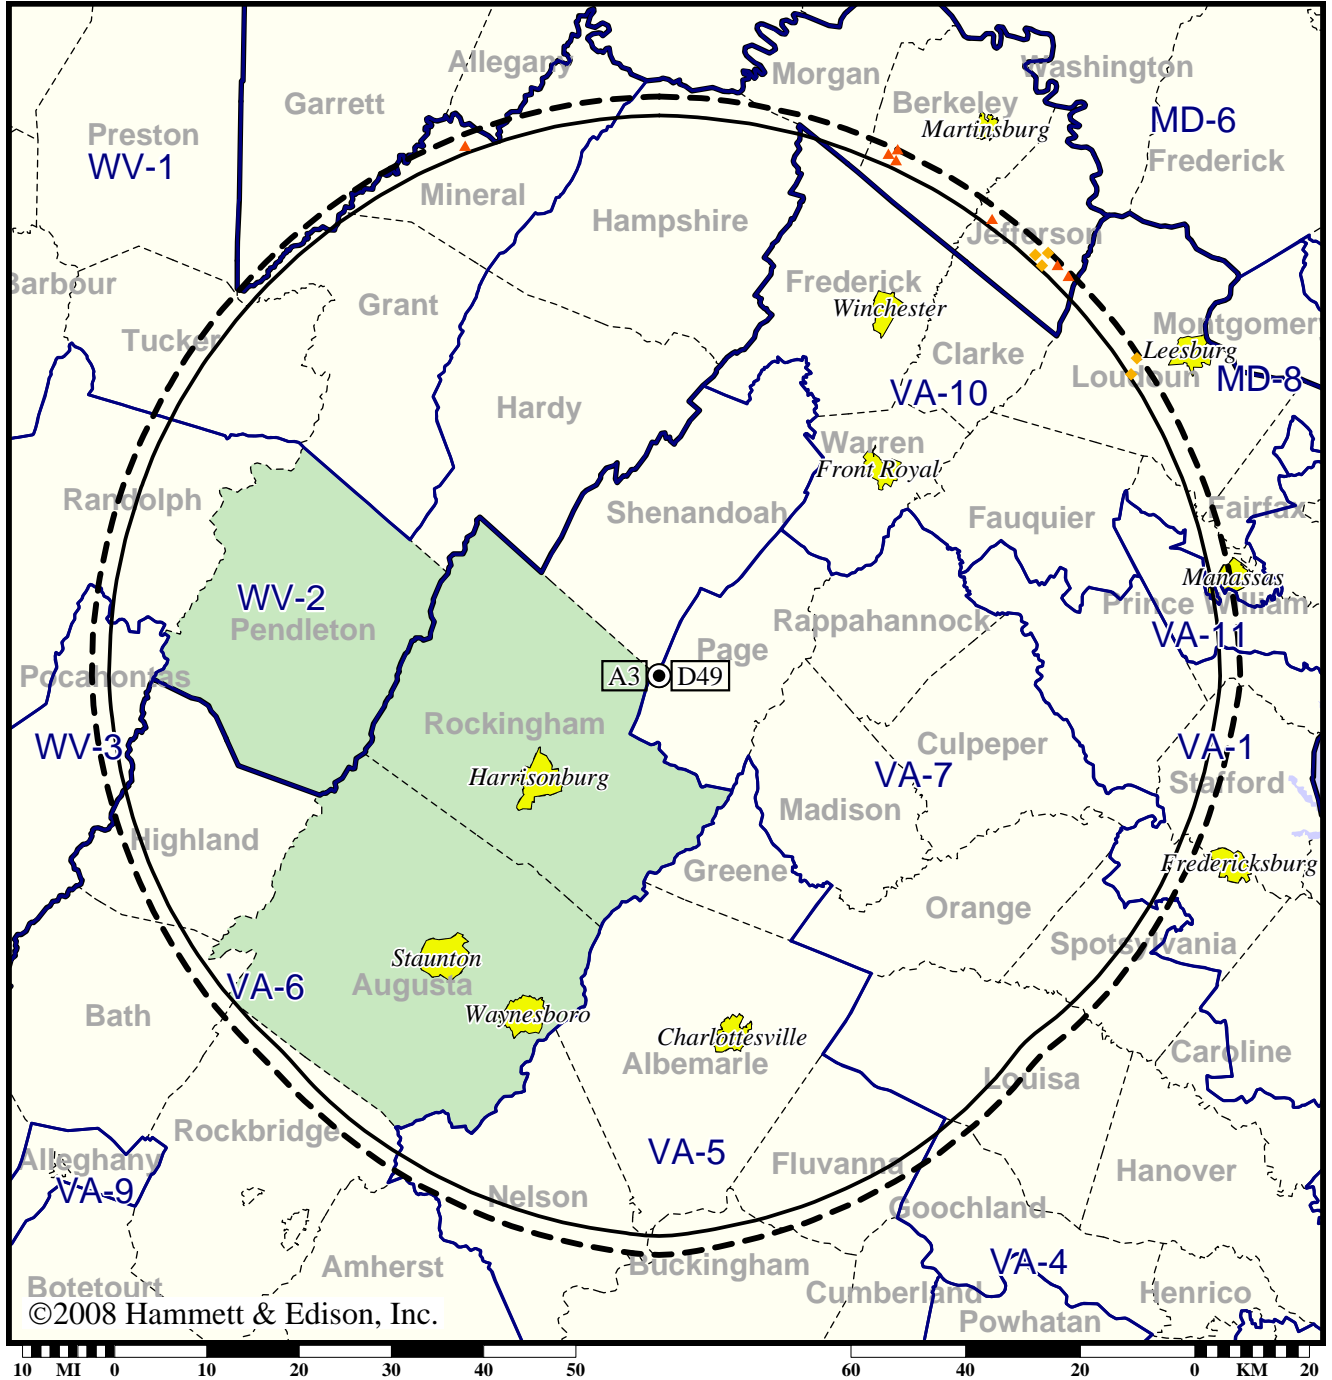 Allegany
Morgan
Washington
Garrett
Berkeley
Martinsburg
MD-6
Preston
WV-1
Frederick
Mineral
Hampshire
Jefferson
Barbour
Grant
Frederick
Winchester
Tucker
Montgomery
Clarke
Leesburg
Loudoun
MD-8
VA-10
Hardy
Warren
Front Royal
Randolph
Shenandoah
Fauquier
Fairfax
Manassas
WV-2
Prince William
Pendleton
Rappahannock
VA-11
Page
A3
D49
Pocahontas
Rockingham
WV-3
Culpeper
VA-1
Harrisonburg
VA-7
Stafford
Madison
Highland
Fredericksburg
Greene
Orange
Spotsylvania
Staunton
VA-6
Augusta
Waynesboro
Bath
Charlottesville
Albemarle
Caroline
Louisa
Rockbridge
VA-5
Alleghany
Fluvanna
Hanover
VA-9
Nelson
Goochland
Amherst
Buckingham
VA-4
Botetourt
Cumberland
Henrico
©2008 Hammett & Edison, Inc.
Powhatan
10 MI 0 10 20 30 40 50
60 40 20 0 KM 20